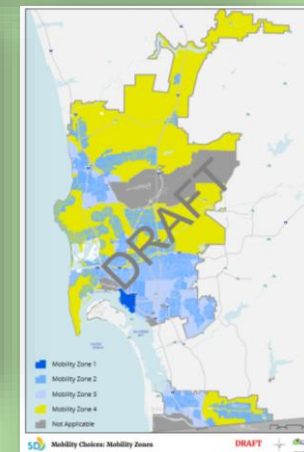 DRAFT
Mobility Zone 1
Mobility Zone 2
Mobility Zone 3
Mobility Zone 4
Not Applicable
SD Mobility Choices: Mobility Zones
DRAFT